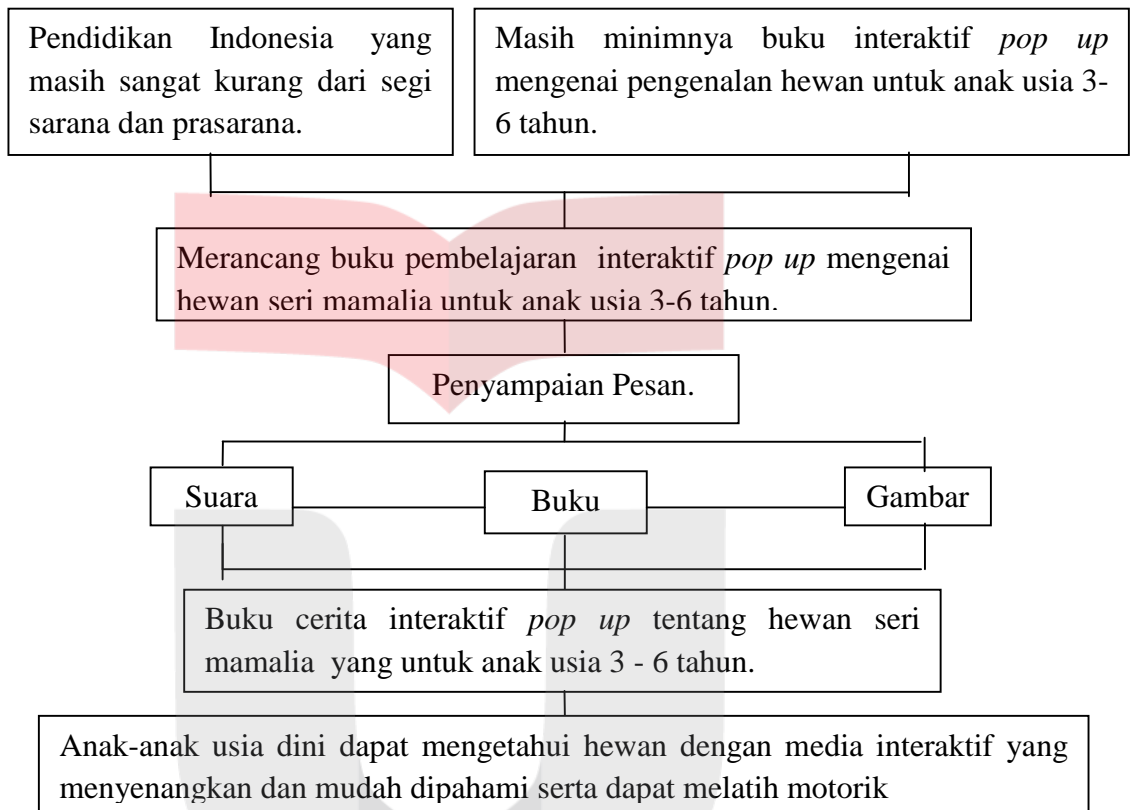 Pendidikan Indonesia yang
masih sangat kurang dari segi
sarana dan prasarana.
Masih minimnya buku interaktif pop up
mengenai pengenalan hewan untuk anak usia 3-
6 tahun.
Merancang buku pembelajaran interaktif pop up mengenai
hewan seri mamalia untuk anak usia 3-6 tahun.
Penyampaian Pesan.
Suara
Buku
Gambar
Buku cerita interaktif pop up tentang hewan seri
mamalia yang untuk anak usia 3 - 6 tahun.
Anak-anak usia dini dapat mengetahui hewan dengan media interaktif yang
menyenangkan dan mudah dipahami serta dapat melatih motorik